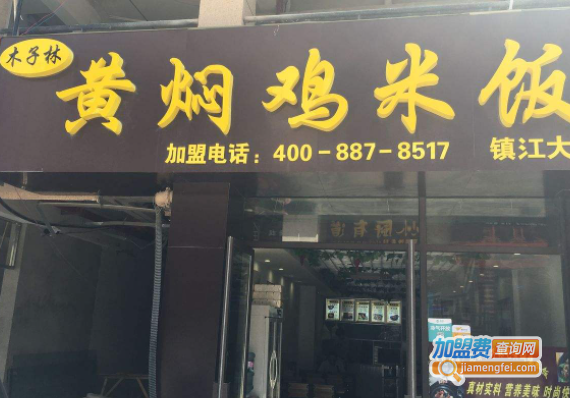 木子林
黄焖鸡米饭
加盟电话：400-887-8517 镇江大
加盟费查询网
jiamengfei.com
真材实料 营养美味 时尚快